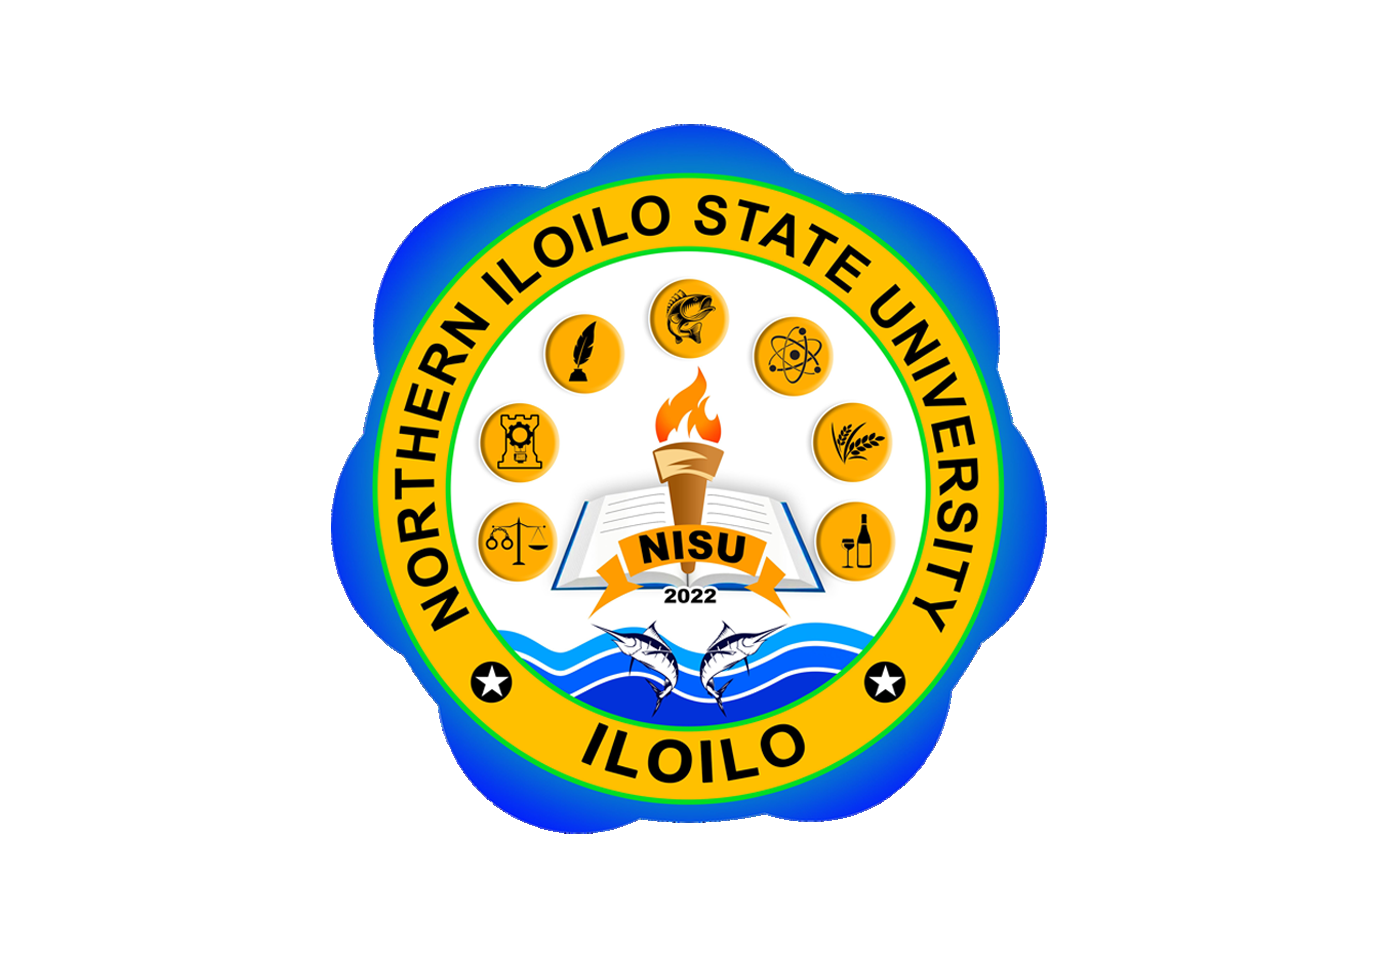 NORTHERN ILOILO STATE UNIVERSITY
NISU
2022
ILOILO